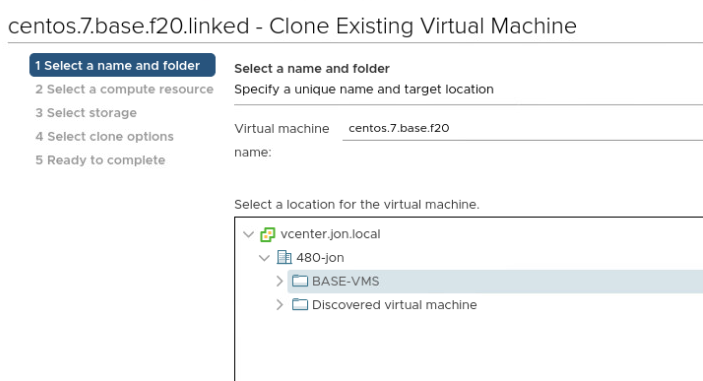 centos.7.base.f20.linked - Clone Existing Virtual Machine
1 Select a name and folder
2 Select a compute resource
3 Select storage
4 Select clone options
5 Ready to complete
Select a name and folder
Specify a unique name and target location
Virtual machine name:
centos.7.base.f20
Select a location for the virtual machine.
vcenter.jon.local
480-jon
BASE-VMS
Discovered virtual machine